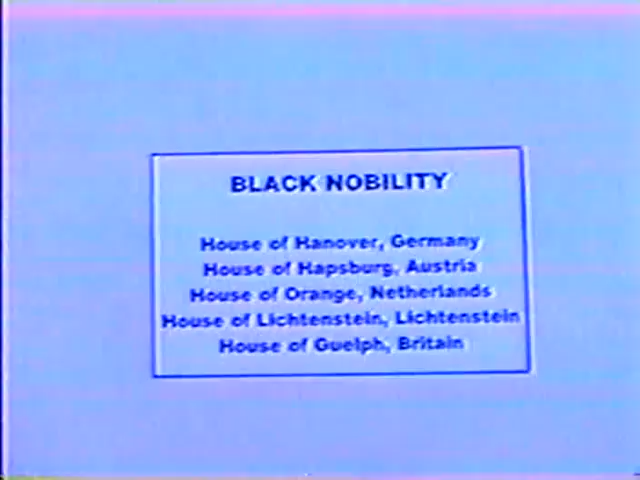 BLACK NOBILITY
House of Hanover, Germany
House of Hapsburg, Austria
House of Orange, Netherlands
House of Lichtenstein, Lichtenstein
House of Guelph, Britain